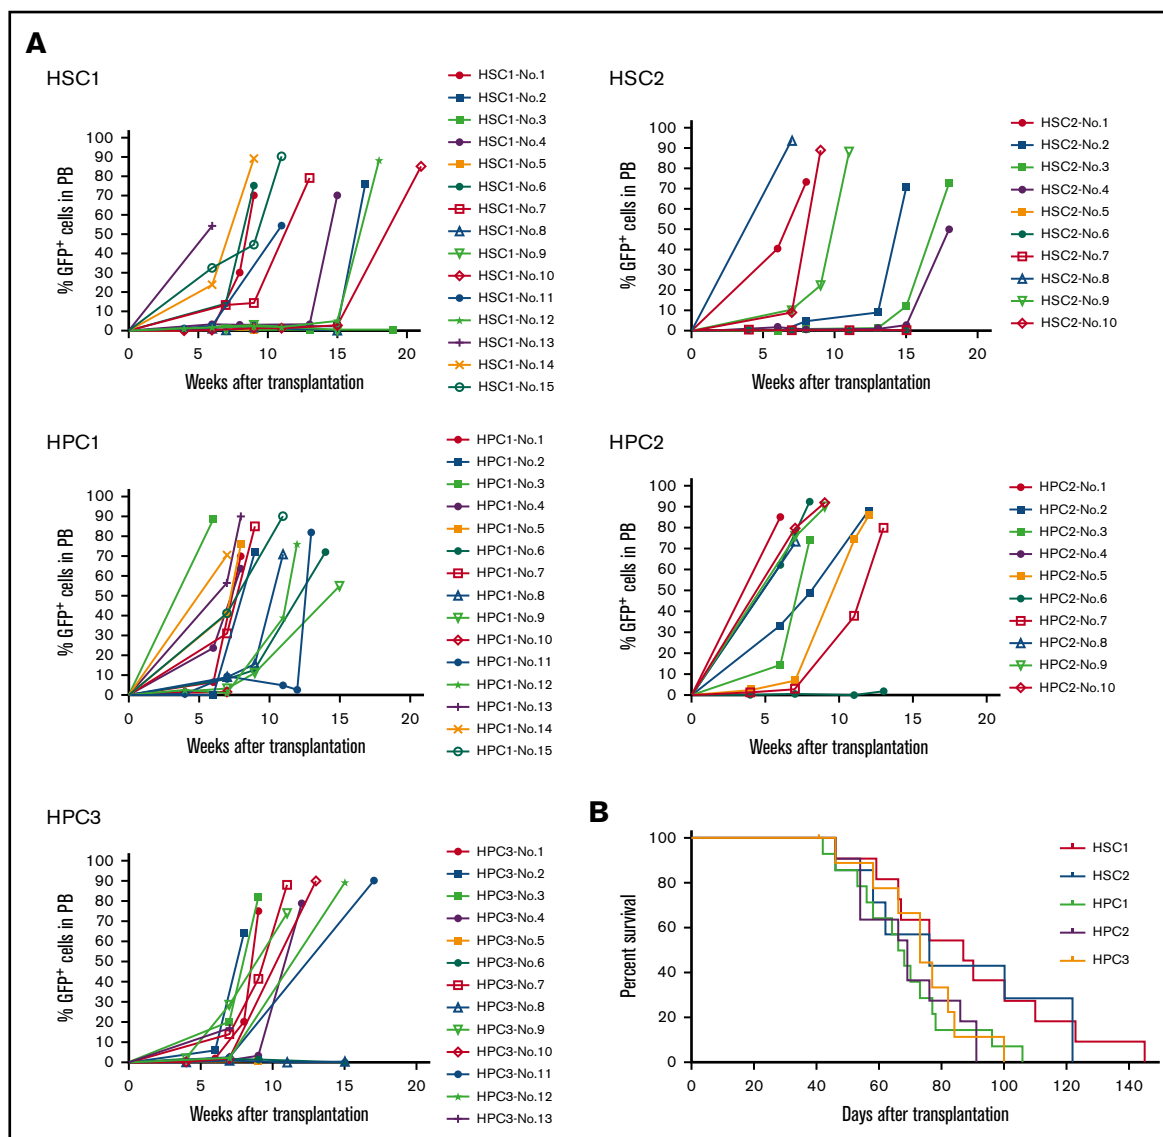 A
HSC1
100
90
80
70
60
50
40
30
20
10
0
% GFP+ cells in PB
0 5 10 15 20
Weeks after transplantation
HSC1-No.1
HSC1-No.2
HSC1-No.3
HSC1-No.4
HSC1-No.5
HSC1-No.6
HSC1-No.7
HSC1-No.8
HSC1-No.9
HSC1-No.10
HSC1-No.11
HSC1-No.12
HSC1-No.13
HSC1-No.14
HSC1-No.15
HSC2
100
90
80
70
60
50
40
30
20
10
0
% GFP+ cells in PB
0 5 10 15 20
Weeks after transplantation
HSC2-No.1
HSC2-No.2
HSC2-No.3
HSC2-No.4
HSC2-No.5
HSC2-No.6
HSC2-No.7
HSC2-No.8
HSC2-No.9
HSC2-No.10
HPC1
100
90
80
70
60
50
40
30
20
10
0
% GFP+ cells in PB
0 5 10 15 20
Weeks after transplantation
HPC1-No.1
HPC1-No.2
HPC1-No.3
HPC1-No.4
HPC1-No.5
HPC1-No.6
HPC1-No.7
HPC1-No.8
HPC1-No.9
HPC1-No.10
HPC1-No.11
HPC1-No.12
HPC1-No.13
HPC1-No.14
HPC1-No.15
HPC2
100
90
80
70
60
50
40
30
20
10
0
% GFP+ cells in PB
0 5 10 15 20
Weeks after transplantation
HPC2-No.1
HPC2-No.2
HPC2-No.3
HPC2-No.4
HPC2-No.5
HPC2-No.6
HPC2-No.7
HPC2-No.8
HPC2-No.9
HPC2-No.10
HPC3
100
90
80
70
60
50
40
30
20
10
0
% GFP+ cells in PB
0 5 10 15 20
Weeks after transplantation
HPC3-No.1
HPC3-No.2
HPC3-No.3
HPC3-No.4
HPC3-No.5
HPC3-No.6
HPC3-No.7
HPC3-No.8
HPC3-No.9
HPC3-No.10
HPC3-No.11
HPC3-No.12
HPC3-No.13
B
100
80
60
40
20
0
Percent survival
0 20 40 60 80 100 120 140
Days after transplantation
HSC1
HSC2
HPC1
HPC2
HPC3